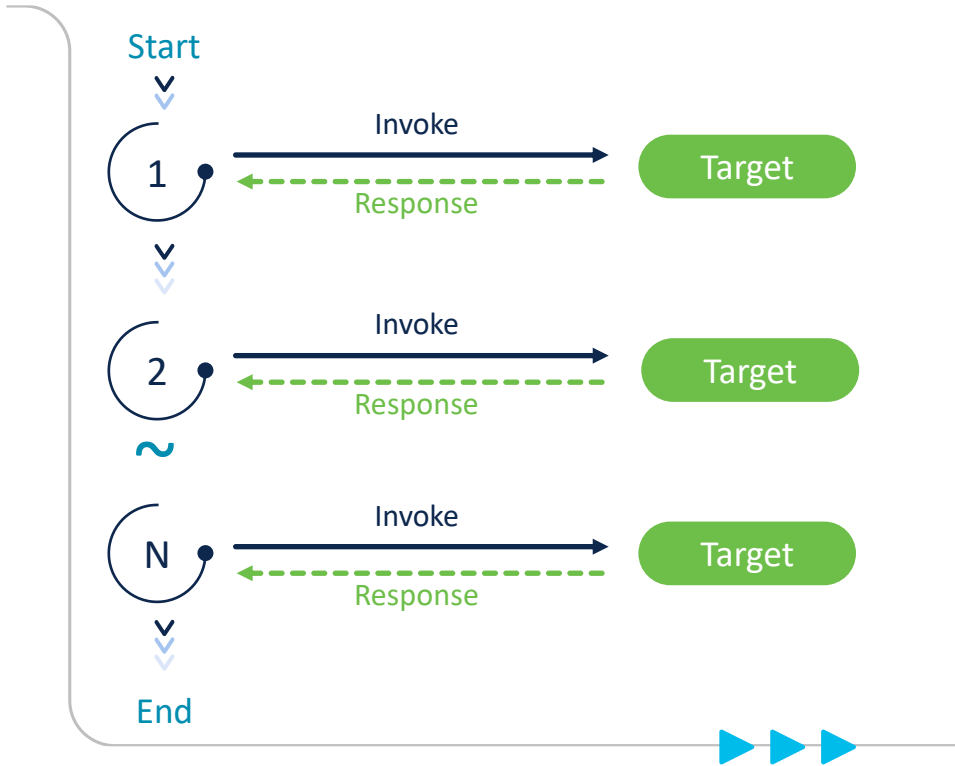 Start
Invoke
1
Target
Response
Invoke
2
Target
Response
~
Invoke
N
Target
Response
End